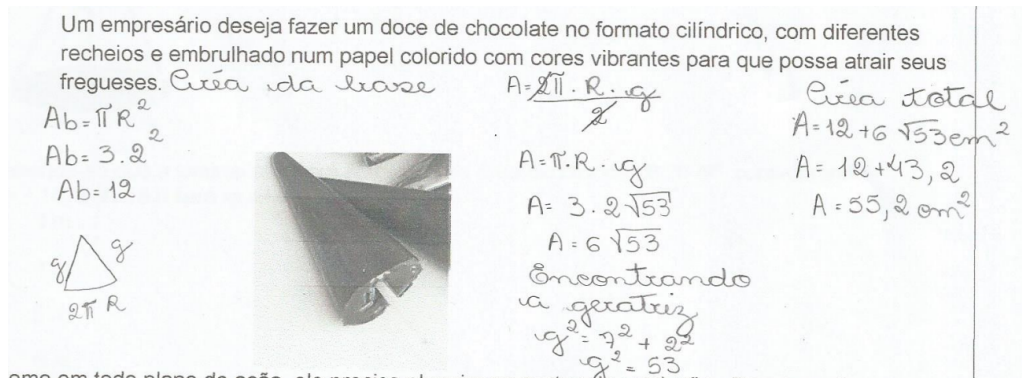 Um empresário deseja fazer um doce de chocolate no formato cilíndrico, com diferentes
recheios e embrulhado num papel colorido com cores vibrantes para que possa atrair seus
fregueses. Área da base
Ab = π R²
Ab = 3 . 2²
Ab = 12
g g
2π R
A = 2π . R . g
2
A = π . R . g
A = 3 . 2 √53
A = 6 √53
Encontrando
a geratriz
g² = 7² + 2²
g² = 53
Área total
A = 12 + 6 √53 cm²
A = 12 + 43, 2
A = 55, 2 cm²